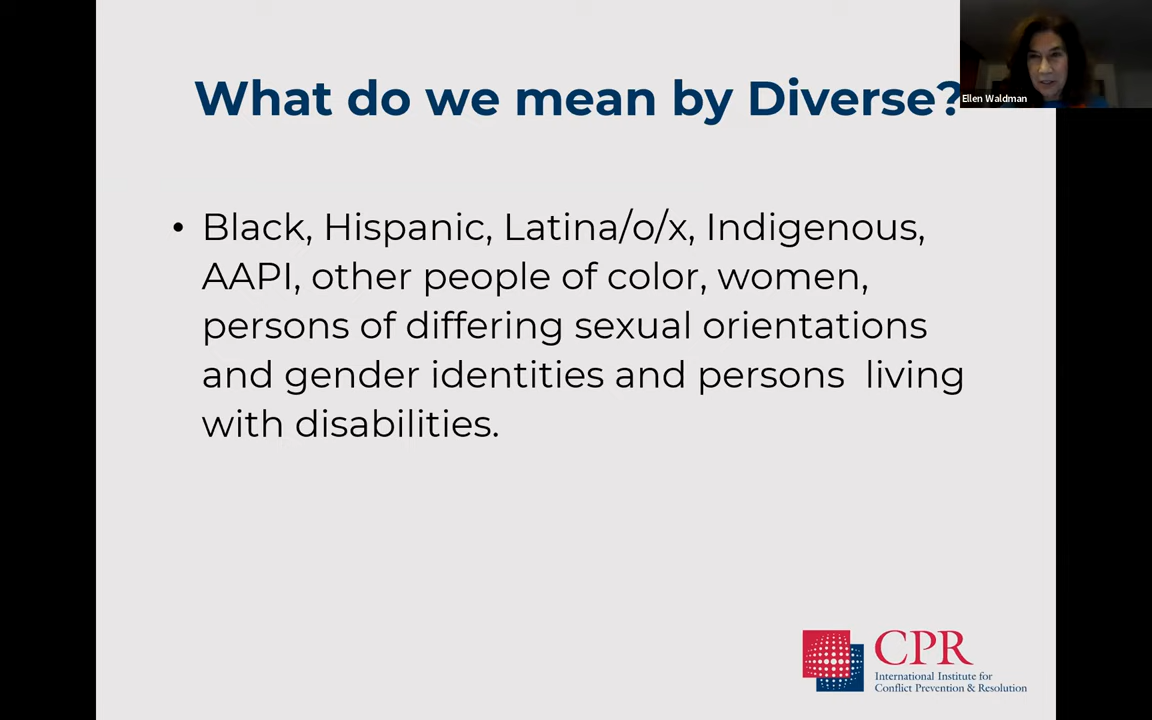 What do we mean by Diverse?
Ellen Waldman
• Black, Hispanic, Latina/o/x, Indigenous,
AAPI, other people of color, women,
persons of differing sexual orientations
and gender identities and persons  living
with disabilities.
CPR
International Institute for
Conflict Prevention & Resolution